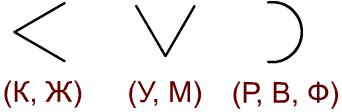 (К, Ж) (У, М) (Р, В, Ф)